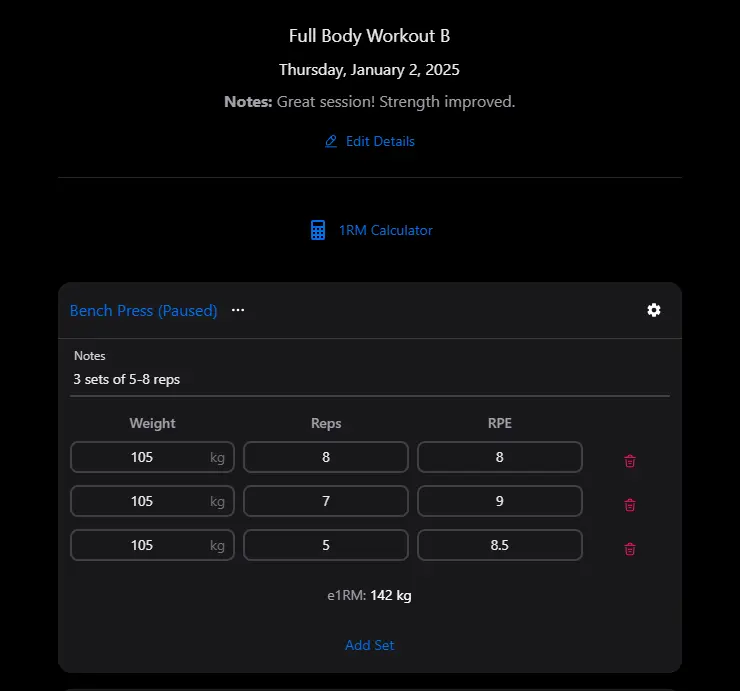 Full Body Workout B
Thursday, January 2, 2025
Notes: Great session! Strength improved.
Edit Details
1RM Calculator
Bench Press (Paused) ...
Notes
3 sets of 5-8 reps
Weight Reps RPE
105 kg 8 8
105 kg 7 9
105 kg 5 8.5
e1RM: 142 kg
Add Set